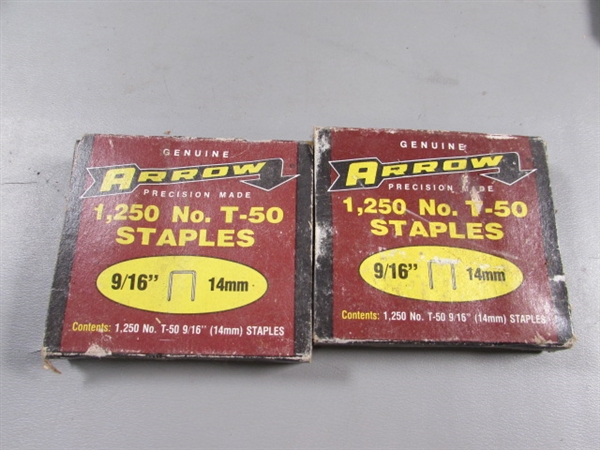 GENUINE
ARROW
PRECISION MADE
1,250 No. T-50
STAPLES
9/16" 14mm
Contents: 1,250 No. T-50 9/16" (14mm) STAPLES
GENUINE
ARROW
PRECISION MADE
1,250 No. T-50
STAPLES
9/16" 14mm
Contents: 1,250 No. T-50 9/16" (14mm) STAPLES